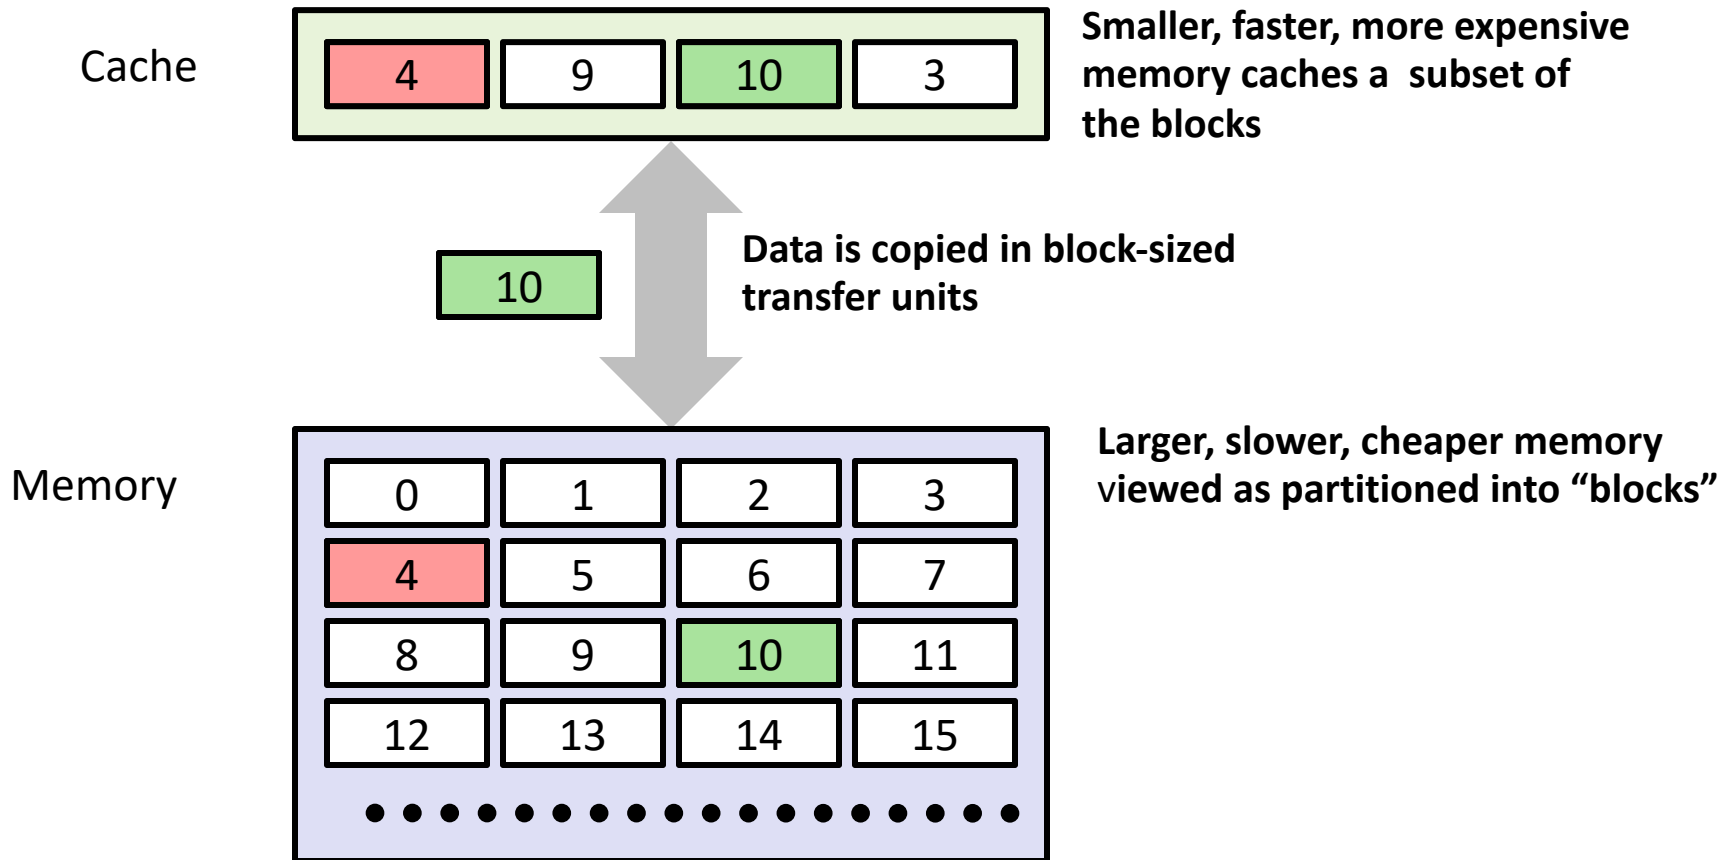 Cache
4 9 10 3
Smaller, faster, more expensive
memory caches a  subset of
the blocks
10
Data is copied in block-sized
transfer units
Memory
Larger, slower, cheaper memory
viewed as partitioned into “blocks”
0 1 2 3
4 5 6 7
8 9 10 11
12 13 14 15